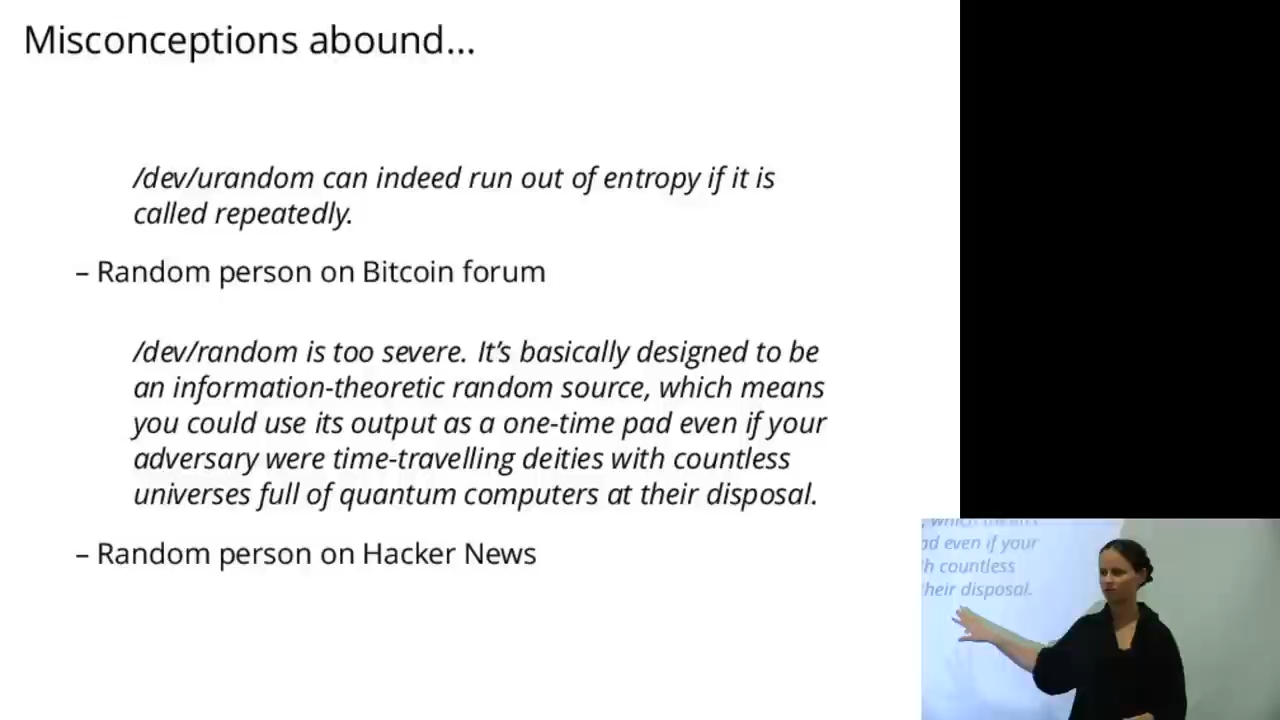 Misconceptions abound...
/dev/urandom can indeed run out of entropy if it is
called repeatedly.
– Random person on Bitcoin forum
/dev/random is too severe. It's basically designed to be
an information-theoretic random source, which means
you could use its output as a one-time pad even if your
adversary were time-travelling deities with countless
universes full of quantum computers at their disposal.
– Random person on Hacker News
even if your
countless
their disposal.